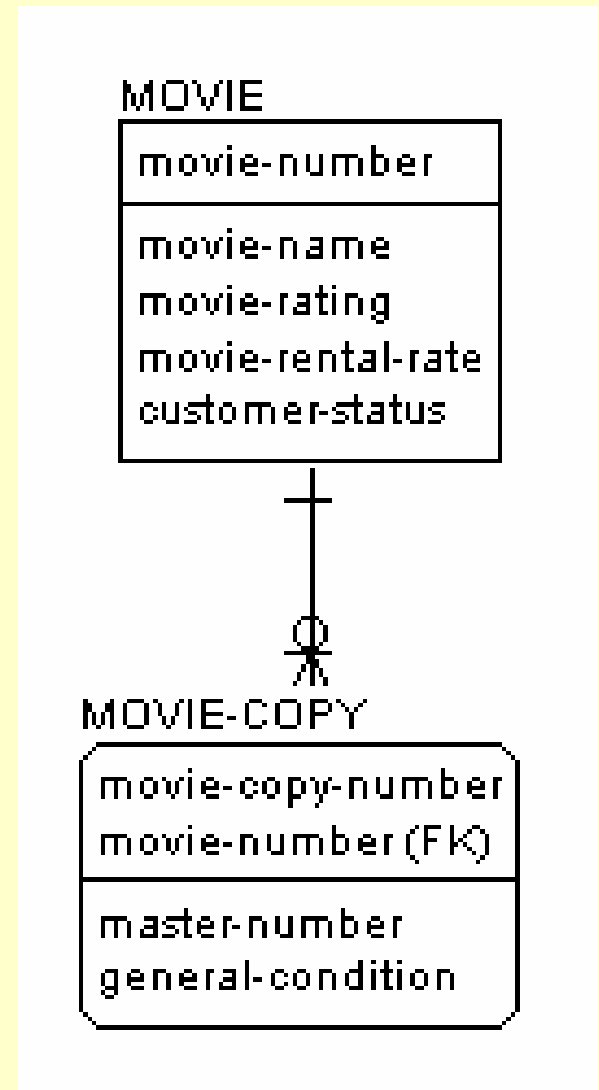 MOVIE
movie-number
movie-name
movie-rating
movie-rental-rate
customer-status
MOVIE-COPY
movie-copy-number
movie-number (FK)
master-number
general-condition